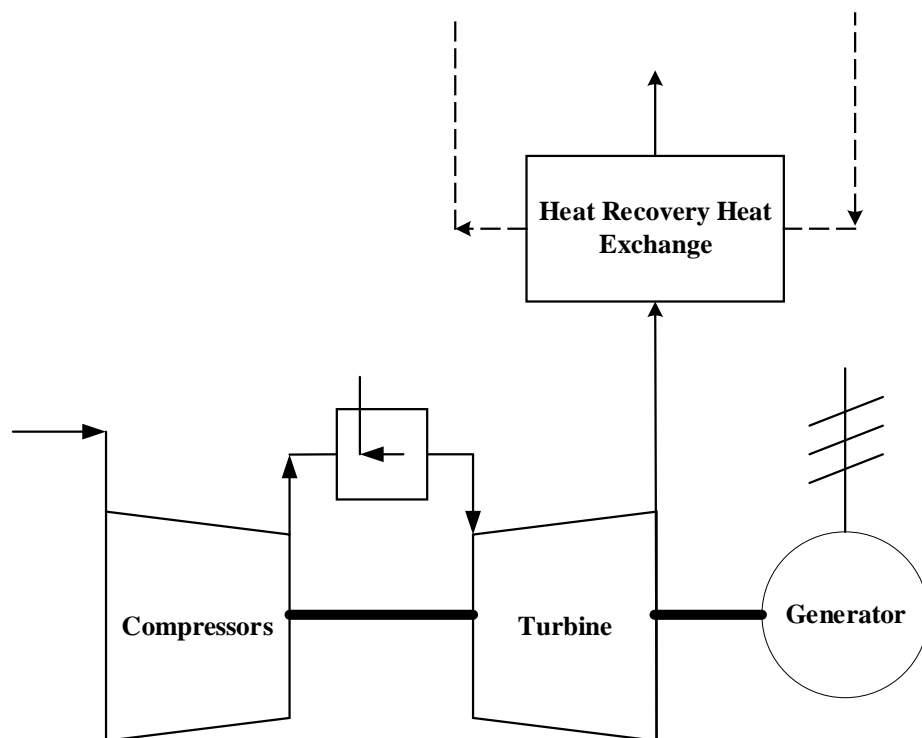 Heat Recovery Heat
Exchange
Compressors
Turbine
Generator